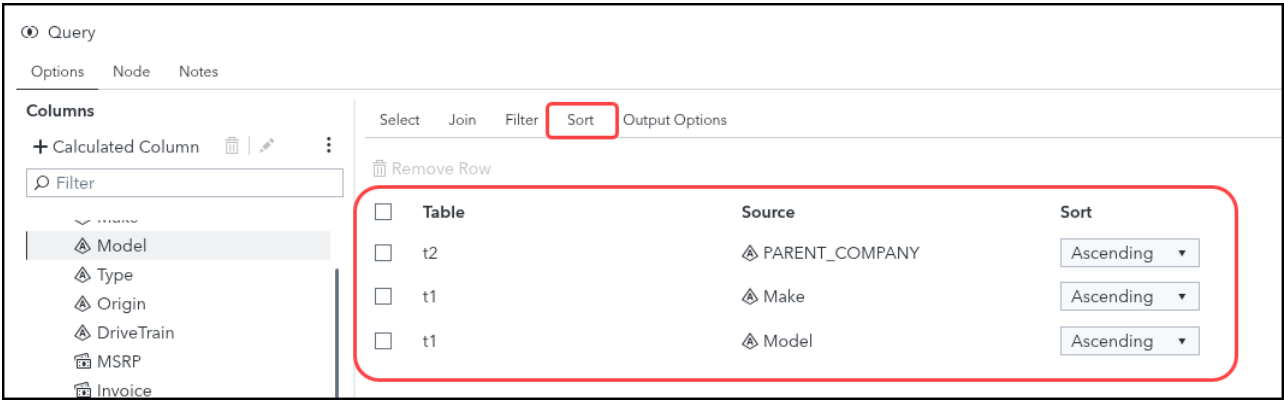 Query
Options Node Notes
Columns
+ Calculated Column
Filter
Model
Type
Origin
DriveTrain
MSRP
Invoice
Select Join Filter Sort Output Options
Remove Row
Table Source Sort
t2 PARENT_COMPANY Ascending
t1 Make Ascending
t1 Model Ascending